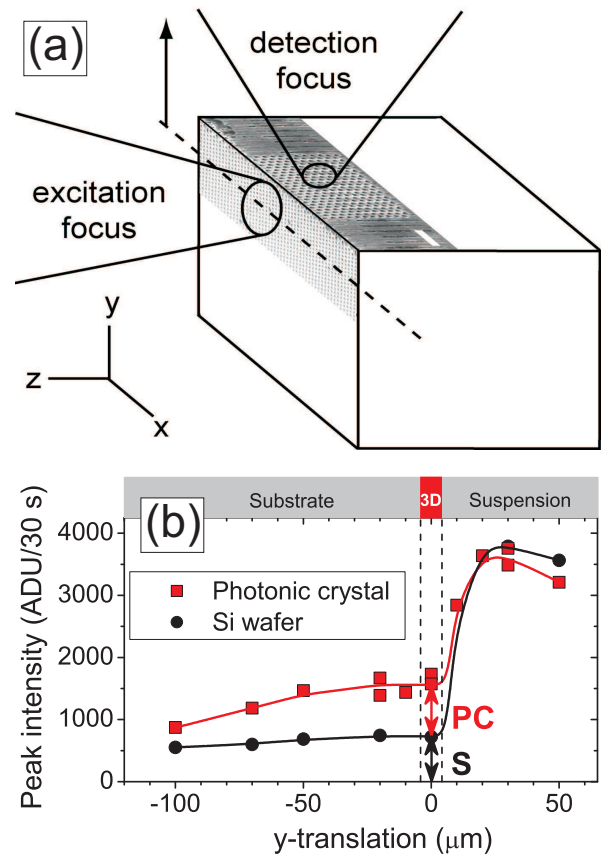 (a)
detection
focus
excitation
focus
y
z
x
(b)
Substrate
3D
Suspension
Peak intensity (ADU/30 s)
4000
3000
2000
1000
0
Photonic crystal
Si wafer
PC
S
-100
-50
0
50
y-translation (μm)